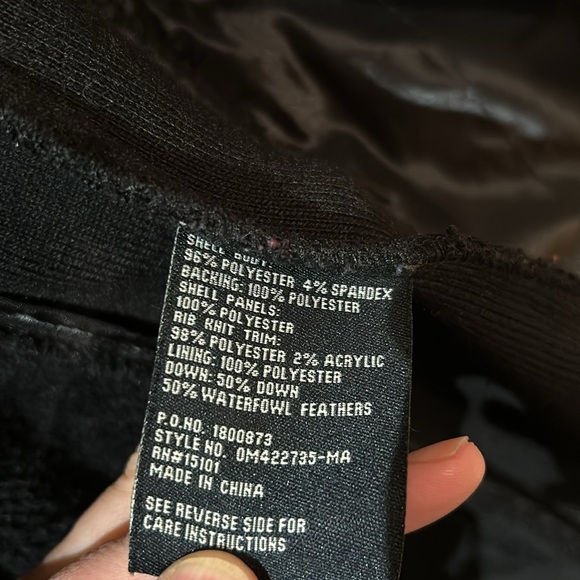 SHELL BODY:
96% POLYESTER 4% SPANDEX
BACKING: 100% POLYESTER
SHELL PANELS:
100% POLYESTER
RIB KNIT TRIM:
98% POLYESTER 2% ACRYLIC
LINING: 100% POLYESTER
DOWN: 50% DOWN
50% WATERFOWL FEATHERS
P.O.NO. 1800873
STYLE NO. OM422735-MA
RN#15101
MADE IN CHINA
SEE REVERSE SIDE FOR
CARE INSTRUCTIONS